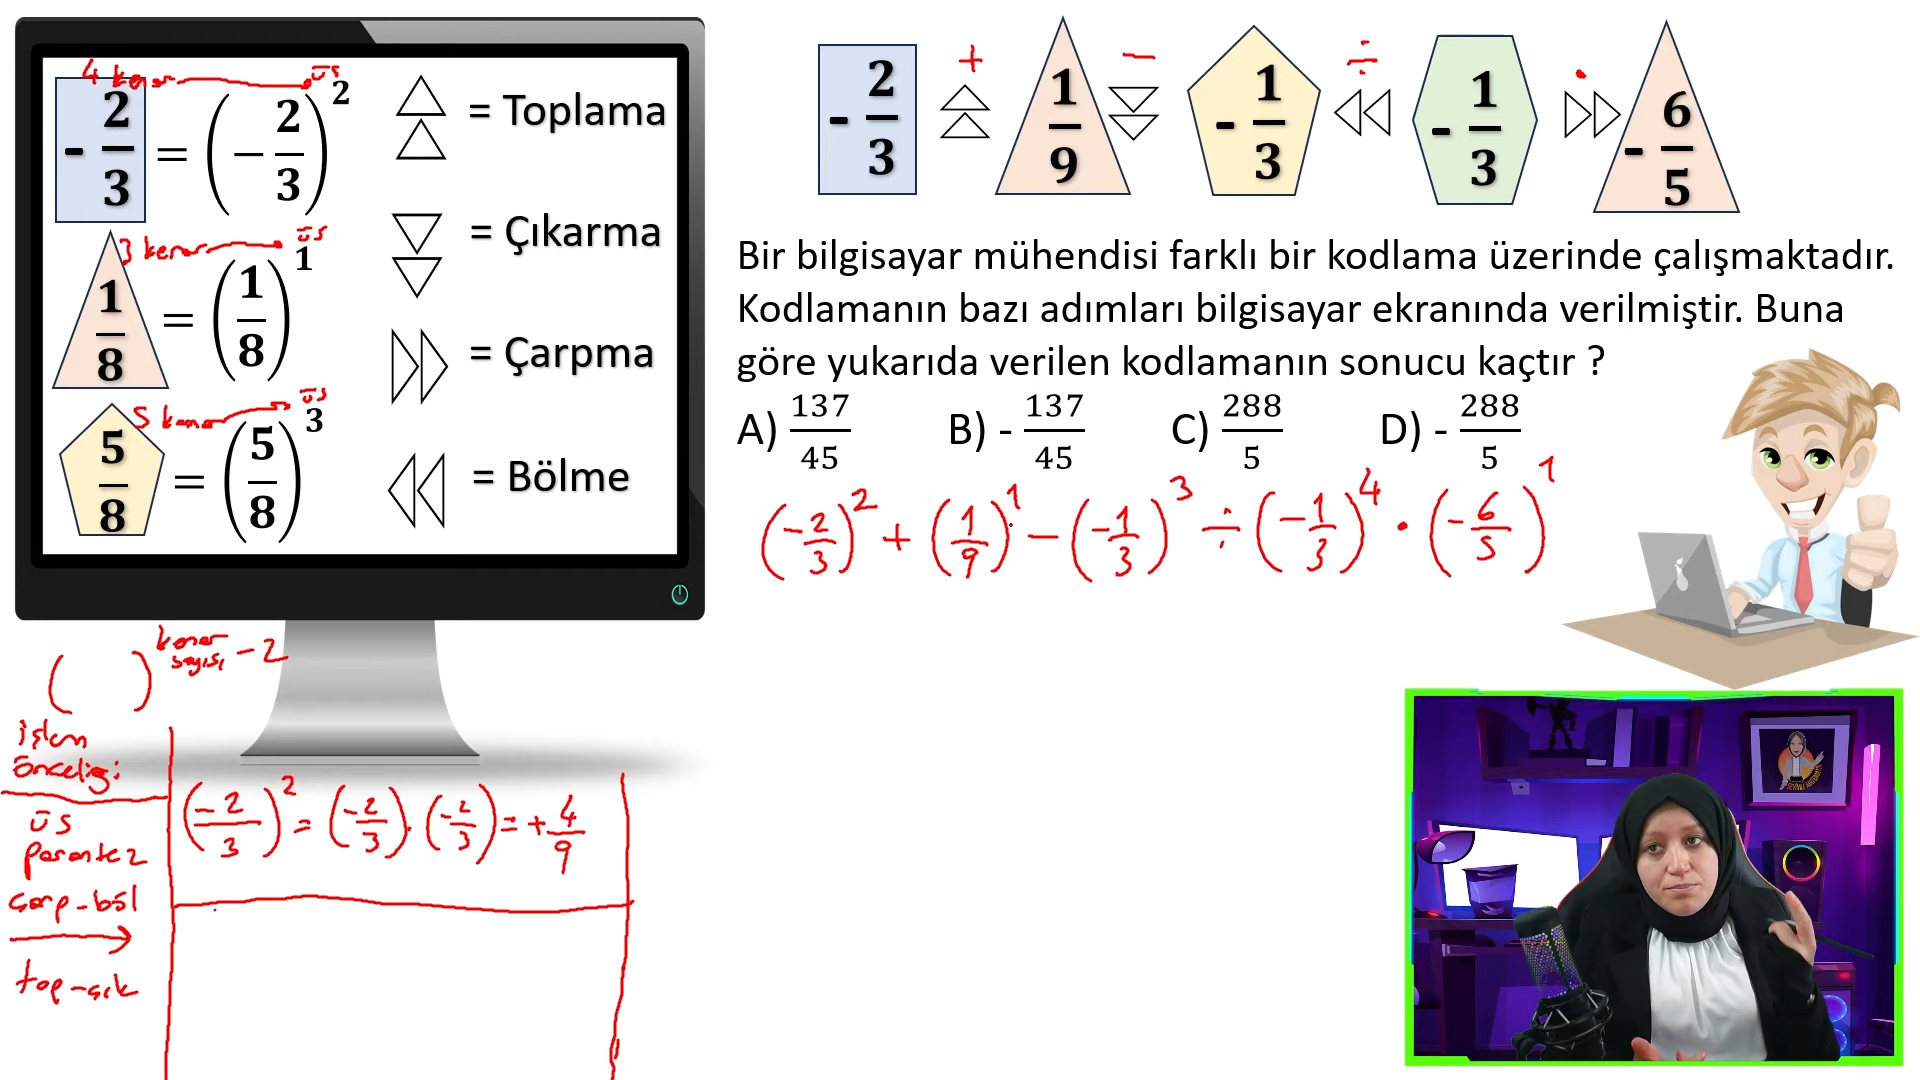 4 kenar üs
- 2/3 = (− 2/3)²
3 kenar üs
1/8 = (1/8)¹
5 kenar üs
5/8 = (5/8)³
= Toplama
= Çıkarma
= Çarpma
= Bölme
+ − ÷ ·
- 2/3 1/9 - 1/3 - 1/3 - 6/5
Bir bilgisayar mühendisi farklı bir kodlama üzerinde çalışmaktadır.
Kodlamanın bazı adımları bilgisayar ekranında verilmiştir. Buna
göre yukarıda verilen kodlamanın sonucu kaçtır ?
A) 137/45 B) - 137/45 C) 288/5 D) - 288/5
(-2/3)² + (1/9)¹ − (-1/3)³ ÷ (-1/3)⁴ · (-6/5)¹
( ) kenar sayısı - 2
işlem
önceliği
üs
parantez
çarp-böl
top-çık
(-2/3)² = (-2/3) · (-2/3) = + 4/9